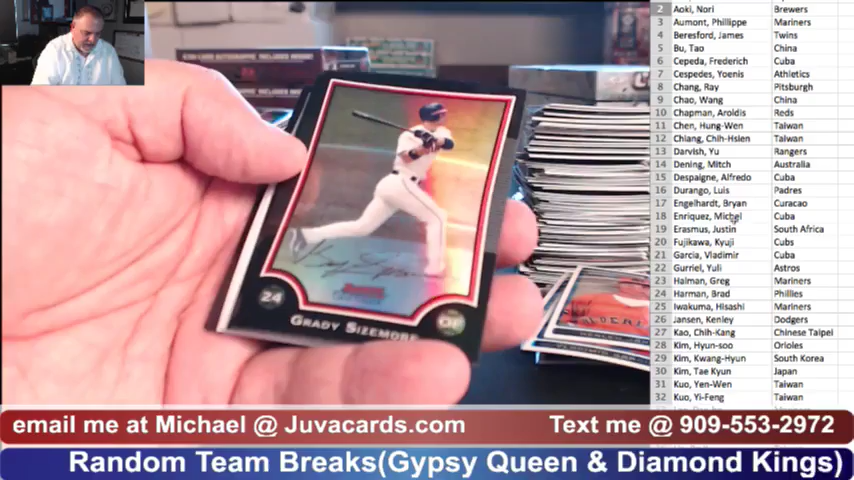 2 Aoki, Nori Brewers
3 Aumont, Phillippe Mariners
4 Beresford, James Twins
5 Bu, Tao China
6 Cepeda, Frederich Cuba
7 Cespedes, Yoenis Athletics
8 Chang, Ray Pitsburgh
9 Chao, Wang China
10 Chapman, Aroldis Reds
11 Chen, Hung-Wen Taiwan
12 Chiang, Chih-Hsien Taiwan
13 Darvish, Yu Rangers
14 Dening, Mitch Australia
15 Despaigne, Alfredo Cuba
16 Durango, Luis Padres
17 Engelhardt, Bryan Curacao
18 Enriquez, Michel Cuba
19 Erasmus, Justin South Africa
20 Fujikawa, Kyuji Cubs
21 Garcia, Vladimir Cuba
22 Gurriel, Yuli Astros
23 Halman, Greg Mariners
24 Harman, Brad Phillies
25 Iwakuma, Hisashi Mariners
26 Jansen, Kenley Dodgers
27 Kao, Chih-Kang Chinese Taipei
28 Kim, Hyun-soo Orioles
29 Kim, Kwang-Hyun South Korea
30 Kim, Tae Kyun Japan
31 Kuo, Yen-Wen Taiwan
32 Kuo, Yi-Feng Taiwan
24
OF
GRADY SIZEMORE
email me at Michael @ Juvacards.com Text me @ 909-553-2972
Random Team Breaks(Gypsy Queen & Diamond Kings)